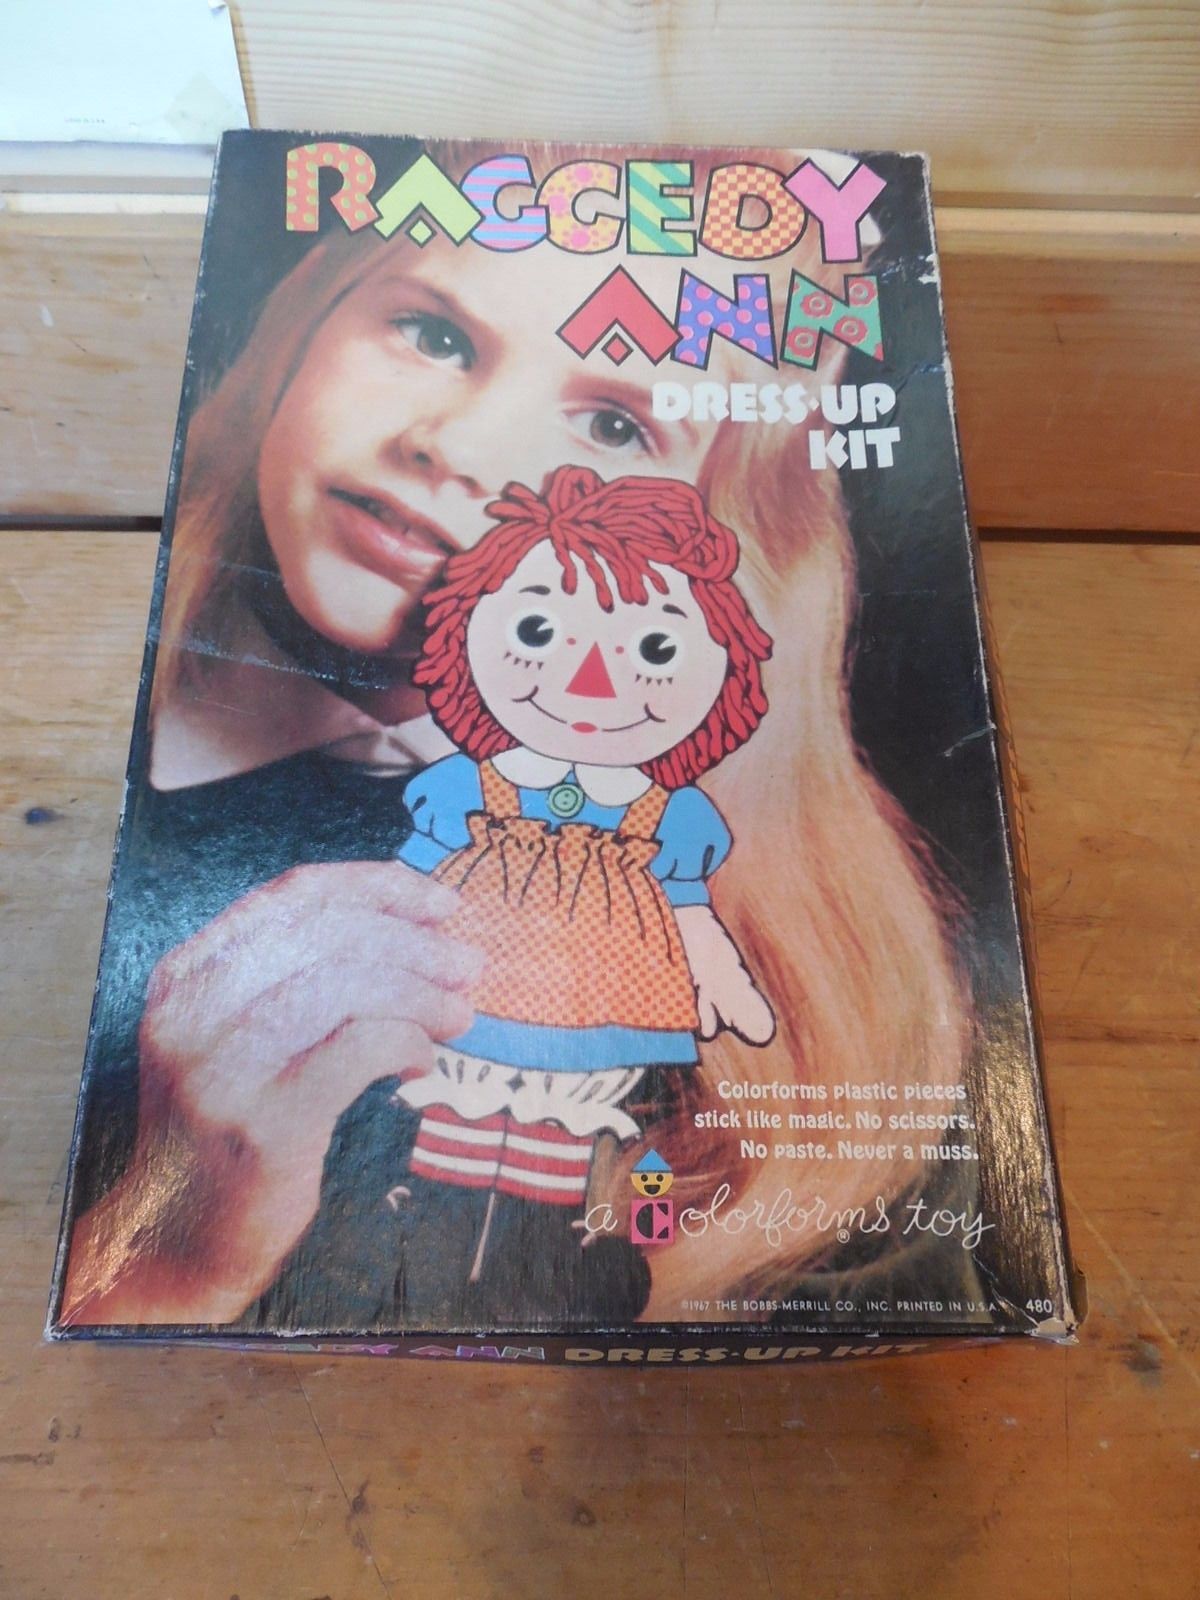 RAGGEDY
ANN
DRESS·UP
KIT
Colorforms plastic pieces
stick like magic. No scissors.
No paste. Never a muss.
a Colorforms® toy
©1967 THE BOBBS-MERRILL CO., INC. PRINTED IN U.S.A. 480
ANN DRESS·UP KIT